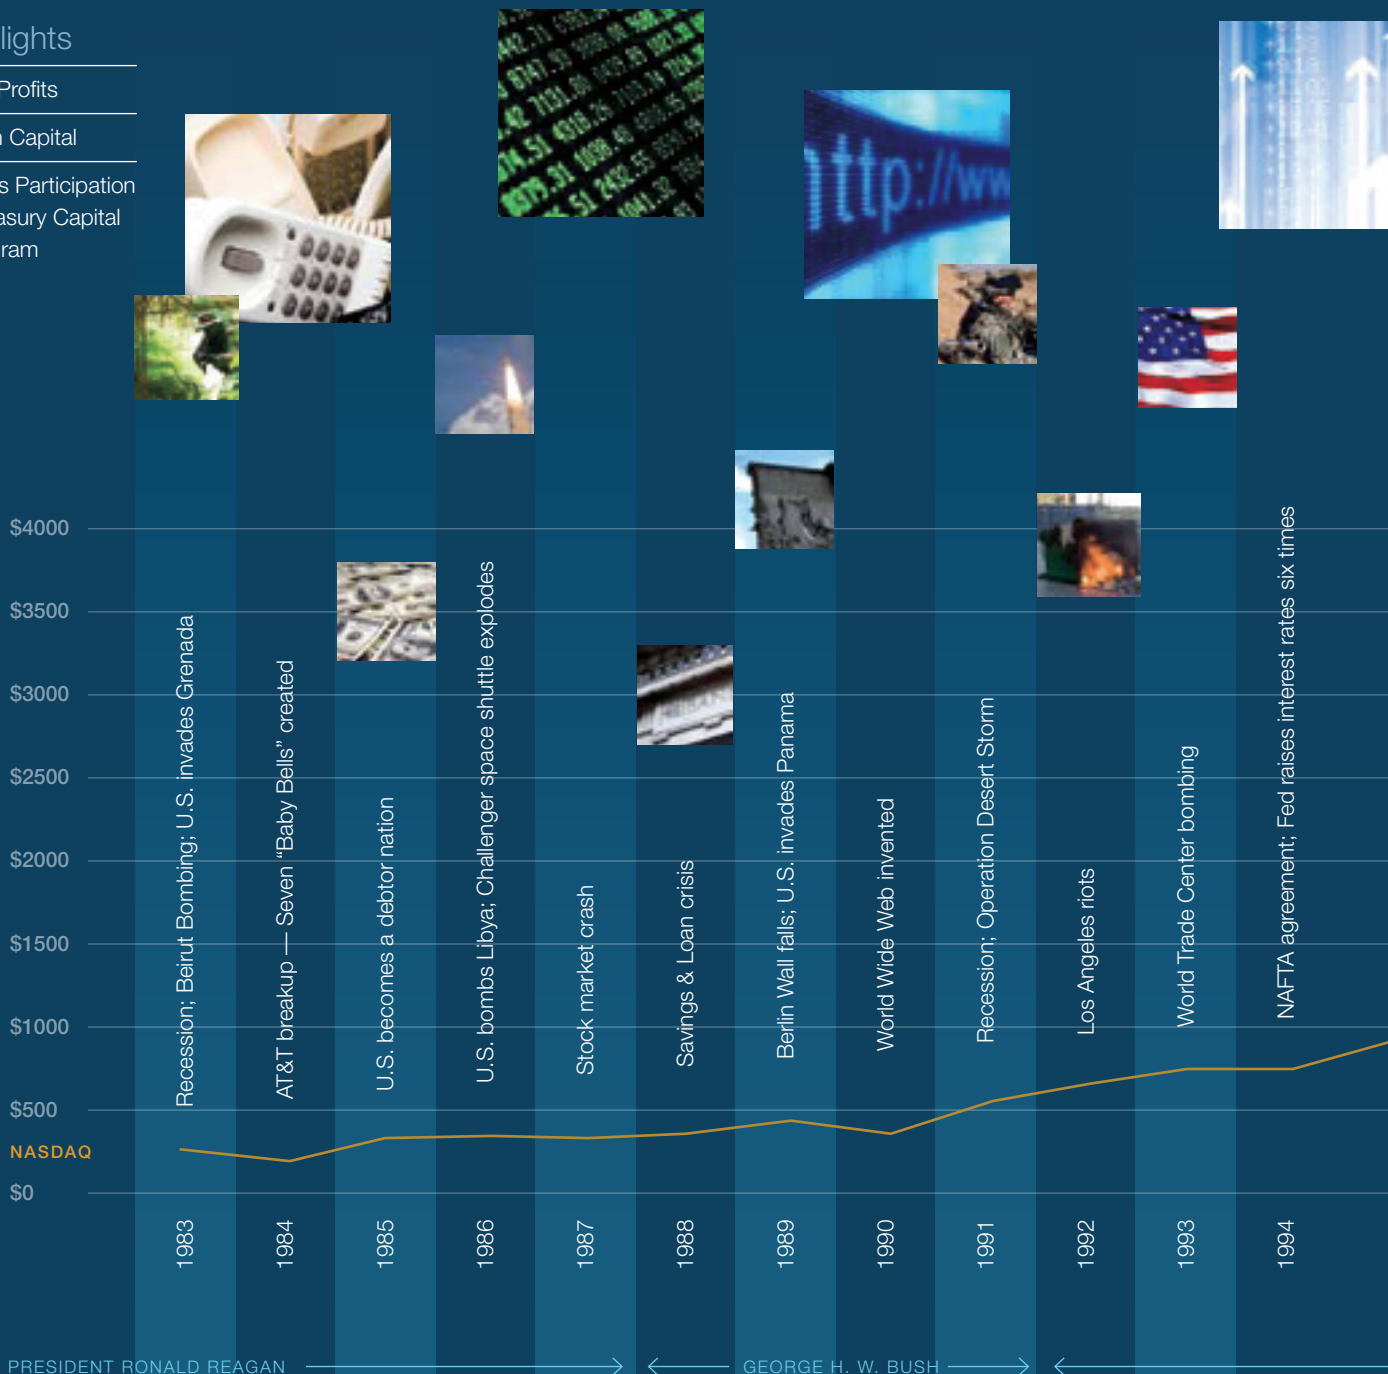 lights
Profits
Capital
s Participation
asury Capital
ram
http://ww
$4000
$3500
$3000
$2500
$2000
$1500
$1000
$500
NASDAQ
$0
Recession; Beirut Bombing; U.S. invades Grenada
AT&T breakup — Seven “Baby Bells” created
U.S. becomes a debtor nation
U.S. bombs Libya; Challenger space shuttle explodes
Stock market crash
Savings & Loan crisis
Berlin Wall falls; U.S. invades Panama
World Wide Web invented
Recession; Operation Desert Storm
Los Angeles riots
World Trade Center bombing
NAFTA agreement; Fed raises interest rates six times
1983
1984
1985
1986
1987
1988
1989
1990
1991
1992
1993
1994
PRESIDENT RONALD REAGAN
GEORGE H. W. BUSH